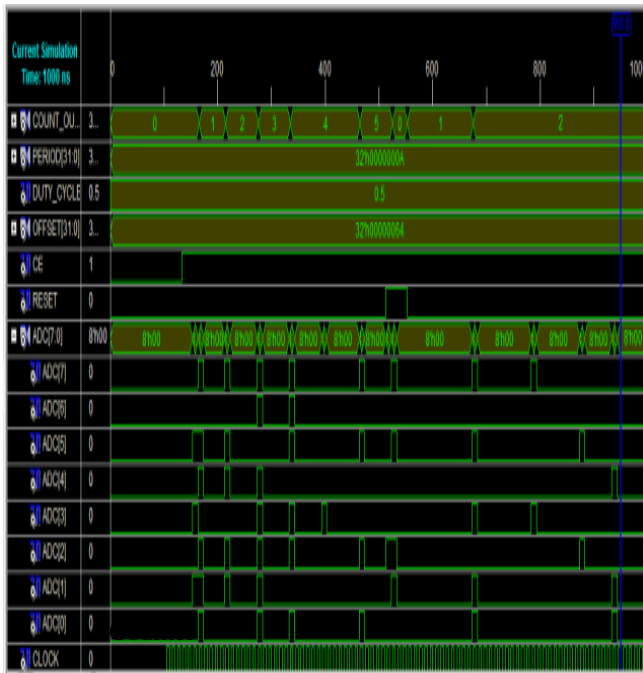 Current Simulation
Time: 1000 ns
0 200 400 600 800 100
COUNT_OU... 3... 0 1 2 3 4 5 0 1 2
PERIOD[31:0] 3... 32'h0000000A
DUTY_CYCLE 0.5 0.5
OFFSET[31:0] 3... 32'h00000064
CE 1
RESET 0
ADC[7:0] 8'h00 8'h00 8'h00 8'h00 8'h00 8'h00 8'h00 8'h00 8'h00 8'h00 8'h00 8'h00 8'h00
ADC[7] 0
ADC[6] 0
ADC[5] 0
ADC[4] 0
ADC[3] 0
ADC[2] 0
ADC[1] 0
ADC[0] 0
CLOCK 0